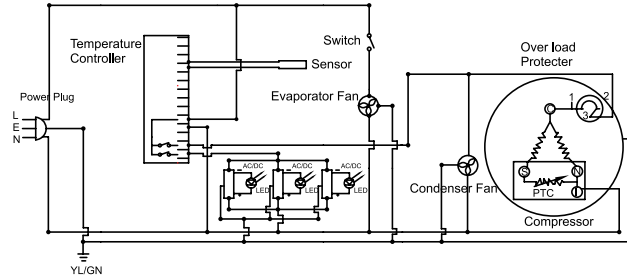 Temperature
Controller
Switch
Sensor
Over load
Protecter
Evaporator Fan
Power Plug
L
E
N
1
2
3
C
AC/DC
AC/DC
AC/DC
LED
LED
LED
S
N
PTC
Condenser Fan
Compressor
YL/GN